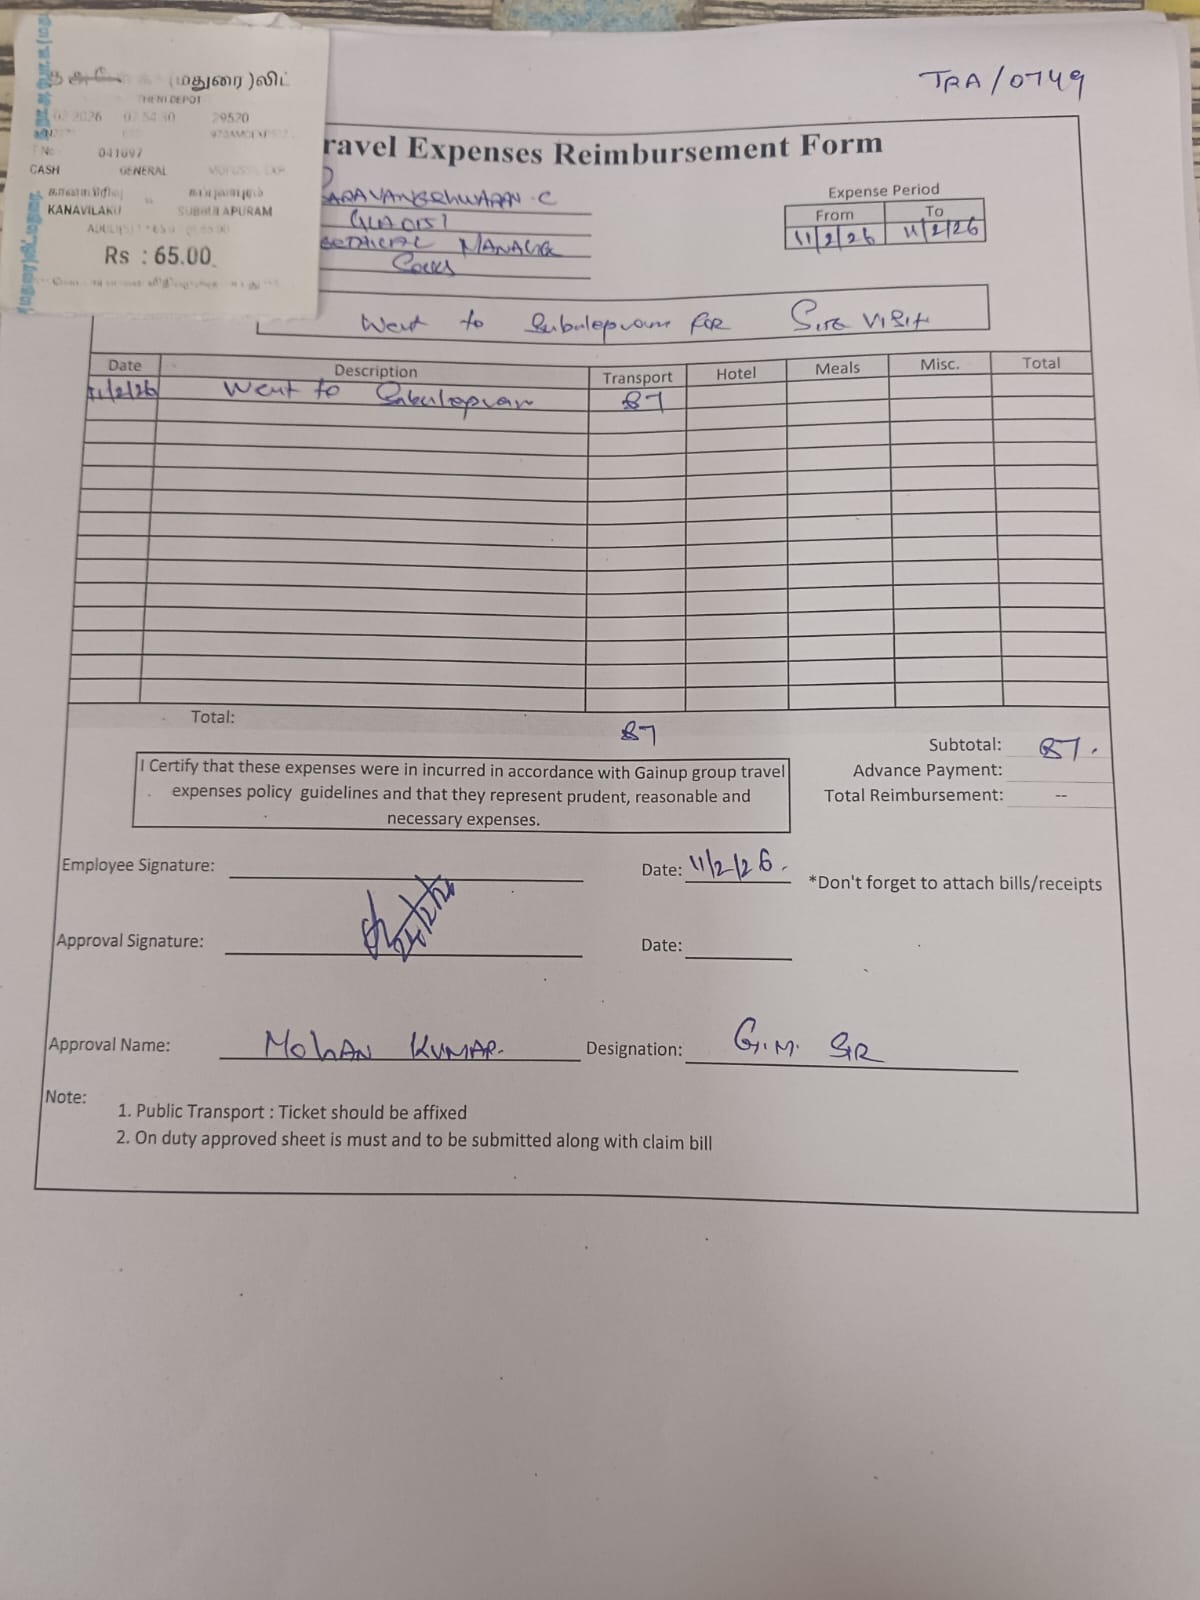 (மதுரை)லிட்
THENI DEPOT
2026 29520
041097
CASH GENERAL
KANAVILAKU SUBULAPURAM
Rs : 65.00
TRA/0749
ravel Expenses Reimbursement Form
Expense Period
From To
11/2/26 11/2/26
MANAGER
Went to Subulepuram for Site visit
Date Description Transport Hotel Meals Misc. Total
11/2/26 Went to Subulepuram 87
Total: 87
Subtotal: 87.
Advance Payment:
Total Reimbursement: --
I Certify that these expenses were in incurred in accordance with Gainup group travel
expenses policy guidelines and that they represent prudent, reasonable and
necessary expenses.
Employee Signature: Date: 11/2/26.
*Don't forget to attach bills/receipts
Approval Signature: Date:
Approval Name: MOHAN KUMAR. Designation: G.M. SIR
Note:
1. Public Transport : Ticket should be affixed
2. On duty approved sheet is must and to be submitted along with claim bill